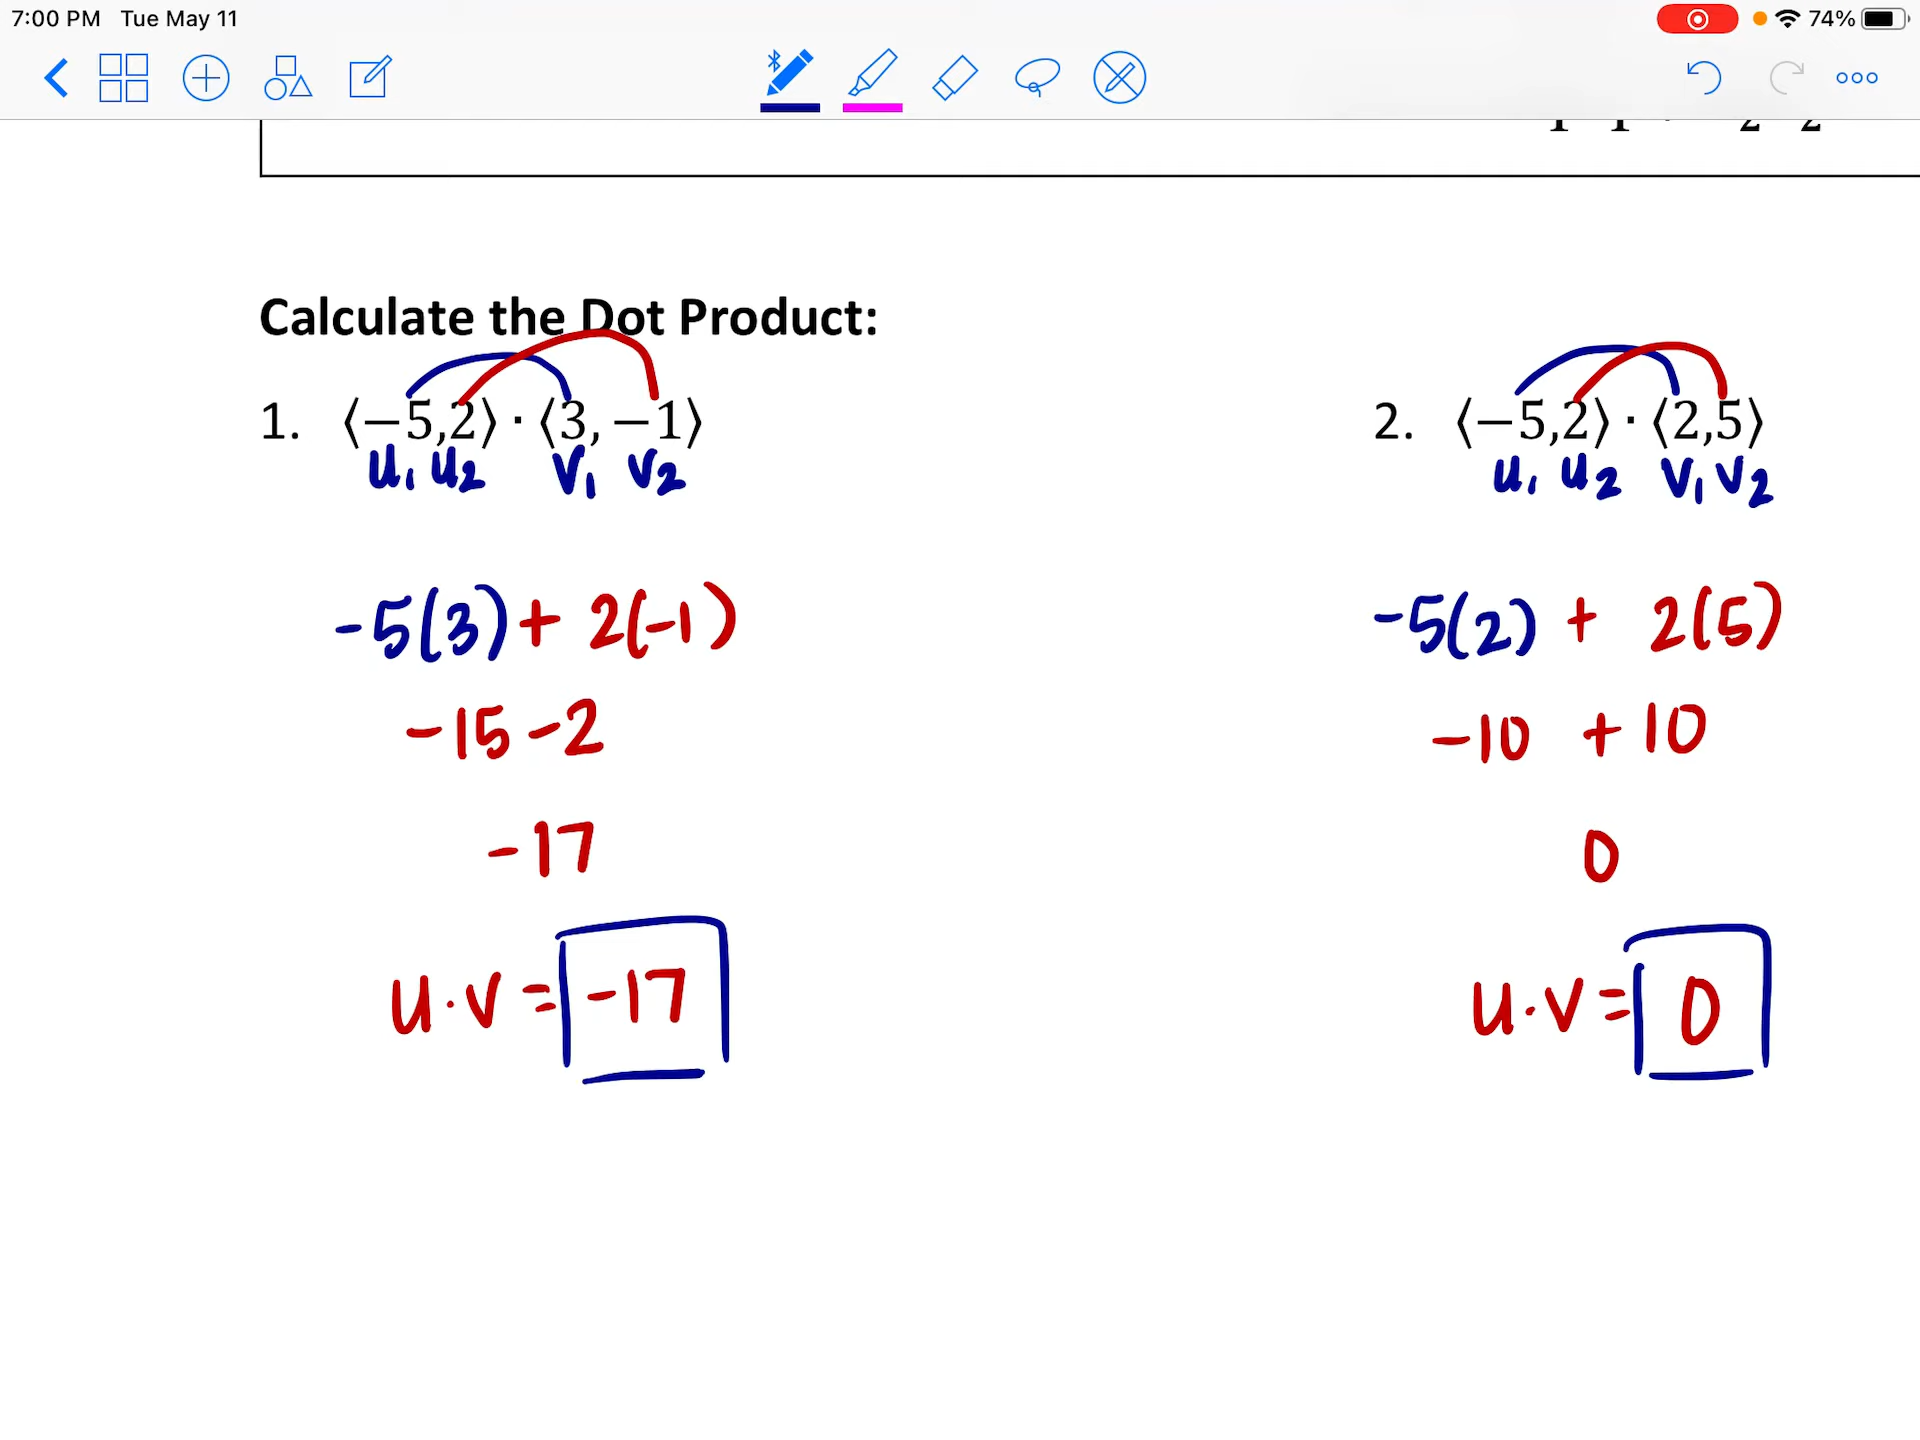 7:00 PM Tue May 11
74%
Calculate the Dot Product:
1. ⟨−5,2⟩ · ⟨3, −1⟩
u₁ u₂ v₁ v₂
-5(3) + 2(-1)
-15 - 2
-17
u·v = -17
2. ⟨−5,2⟩ · ⟨2,5⟩
u₁ u₂ v₁ v₂
-5(2) + 2(5)
-10 + 10
0
u·v = 0